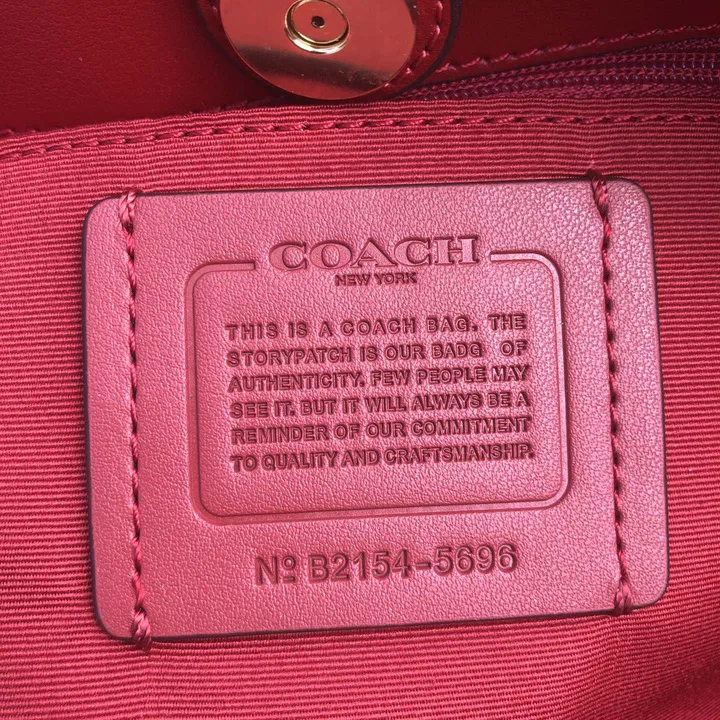 COACH
NEW YORK
THIS IS A COACH BAG. THE
STORYPATCH IS OUR BADG OF
AUTHENTICITY. FEW PEOPLE MAY
SEE IT. BUT IT WILL ALWAYS BE A
REMINDER OF OUR COMMITMENT
TO QUALITY AND CRAFTSMANSHIP.
Nº B2154-5696